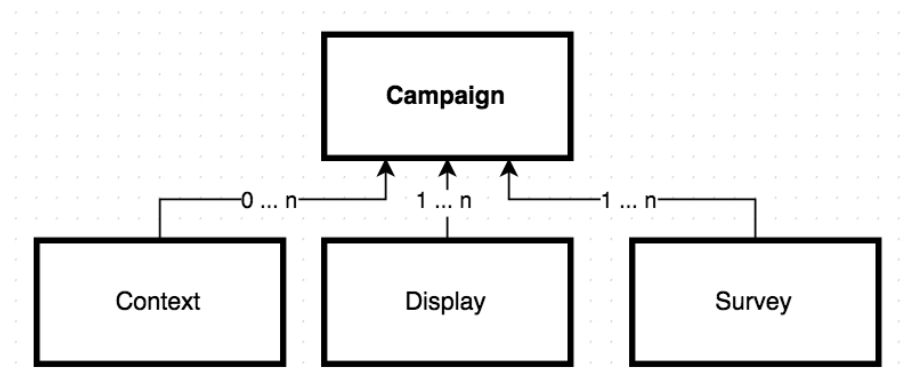 Campaign
0 ... n
1 ... n
1 ... n
Context
Display
Survey